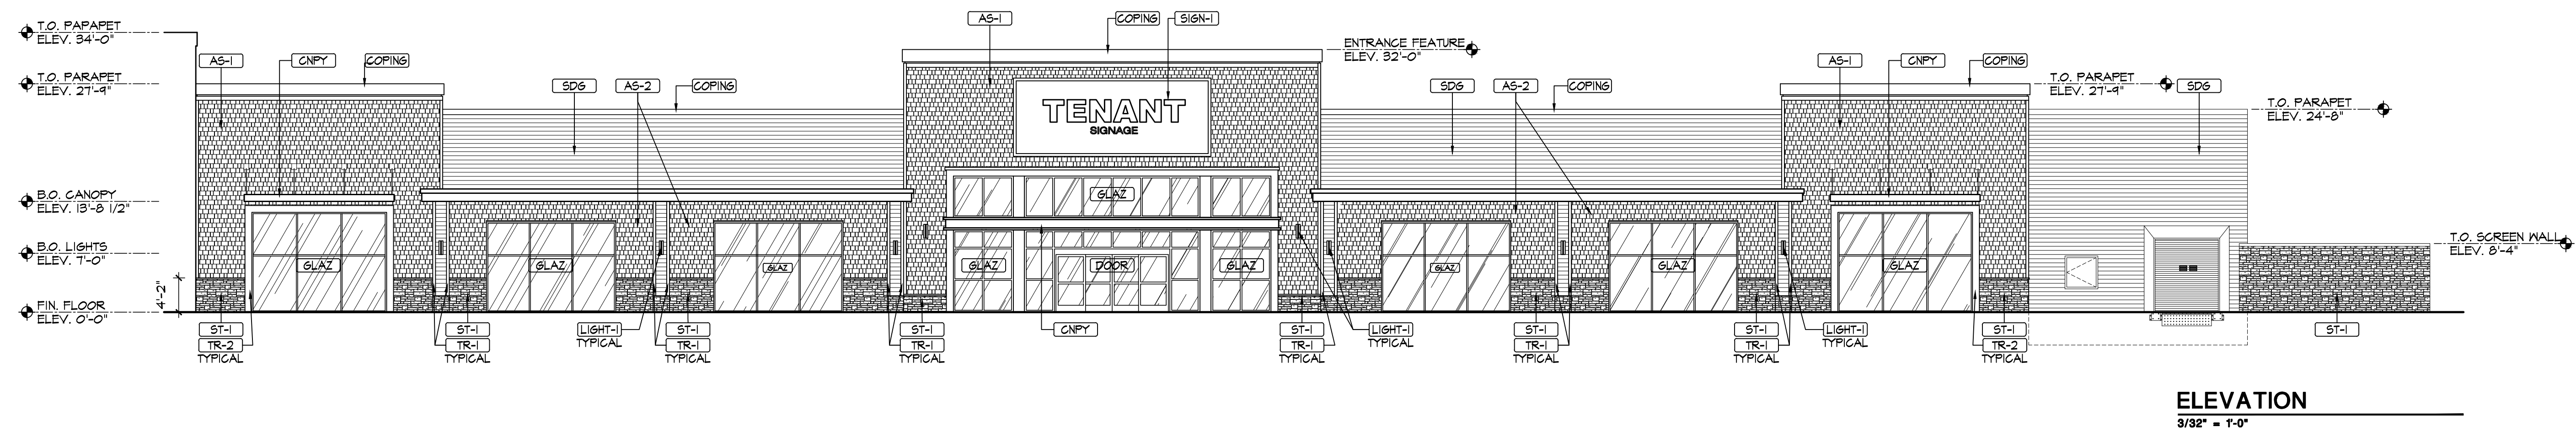 T.O. PAPAPET
ELEV. 34'-0"
AS-1
CNPY
COPING
T.O. PARAPET
ELEV. 27'-9"
SDG
AS-2
COPING
AS-1
COPING
SIGN-1
ENTRANCE FEATURE
ELEV. 32'-0"
TENANT
SIGNAGE
SDG
AS-2
COPING
AS-1
CNPY
COPING
T.O. PARAPET
ELEV. 27'-9"
SDG
T.O. PARAPET
ELEV. 24'-8"
B.O. CANOPY
ELEV. 13'-8 1/2"
B.O. LIGHTS
ELEV. 7'-0"
4'-2"
FIN. FLOOR
ELEV. 0'-0"
GLAZ
GLAZ
GLAZ
GLAZ
GLAZ
DOOR
GLAZ
GLAZ
GLAZ
GLAZ
T.O. SCREEN WALL
ELEV. 8'-4"
ST-1
TR-2
TYPICAL
ST-1
TR-1
TYPICAL
LIGHT-1
TYPICAL
ST-1
TR-1
TYPICAL
ST-1
TR-1
TYPICAL
CNPY
ST-1
TR-1
TYPICAL
LIGHT-1
TYPICAL
ST-1
TR-1
TYPICAL
ST-1
TR-1
TYPICAL
LIGHT-1
TYPICAL
ST-1
TR-2
TYPICAL
ST-1
ELEVATION
3/32" = 1'-0"